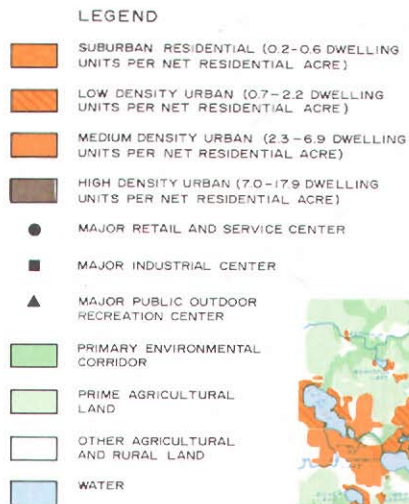 LEGEND
SUBURBAN RESIDENTIAL (0.2-0.6 DWELLING
UNITS PER NET RESIDENTIAL ACRE)
LOW DENSITY URBAN (0.7-2.2 DWELLING
UNITS PER NET RESIDENTIAL ACRE)
MEDIUM DENSITY URBAN (2.3-6.9 DWELLING
UNITS PER NET RESIDENTIAL ACRE)
HIGH DENSITY URBAN (7.0-17.9 DWELLING
UNITS PER NET RESIDENTIAL ACRE)
MAJOR RETAIL AND SERVICE CENTER
MAJOR INDUSTRIAL CENTER
MAJOR PUBLIC OUTDOOR
RECREATION CENTER
PRIMARY ENVIRONMENTAL
CORRIDOR
PRIME AGRICULTURAL
LAND
OTHER AGRICULTURAL
AND RURAL LAND
WATER